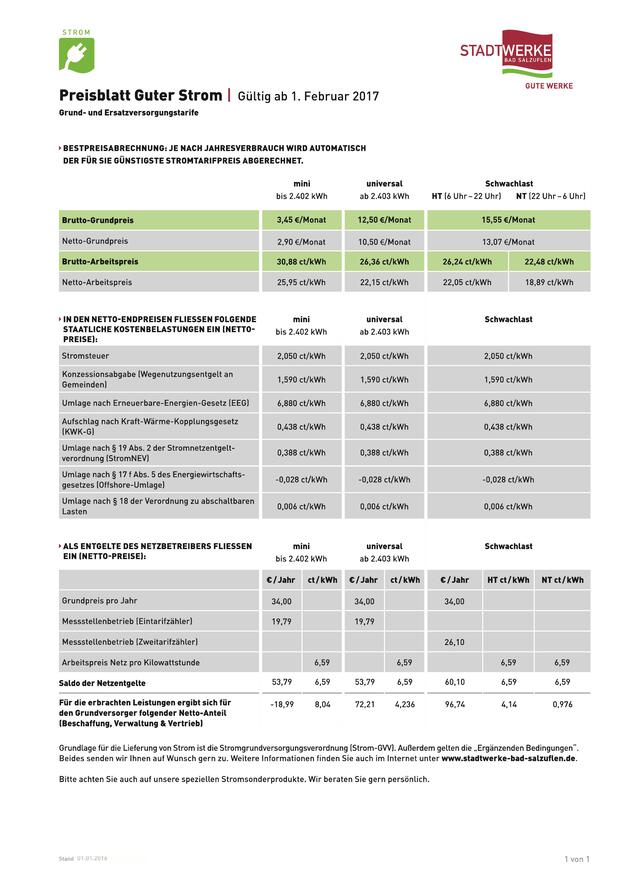 STROM
STADTWERKE
BAD SALZUFLEN
GUTE WERKE
Preisblatt Guter Strom | Gültig ab 1. Februar 2017
Grund- und Ersatzversorgungstarife
BESTPREISABRECHNUNG: JE NACH JAHRESVERBRAUCH WIRD AUTOMATISCH
DER FÜR SIE GÜNSTIGSTE STROMTARIFPREIS ABGERECHNET.
mini universal Schwachlast
bis 2.402 kWh ab 2.403 kWh HT (6 Uhr – 22 Uhr) NT (22 Uhr – 6 Uhr)
Brutto-Grundpreis 3,45 €/Monat 12,50 €/Monat 15,55 €/Monat
Netto-Grundpreis 2,90 €/Monat 10,50 €/Monat 13,07 €/Monat
Brutto-Arbeitspreis 30,88 ct/kWh 26,36 ct/kWh 26,24 ct/kWh 22,48 ct/kWh
Netto-Arbeitspreis 25,95 ct/kWh 22,15 ct/kWh 22,05 ct/kWh 18,89 ct/kWh
IN DEN NETTO-ENDPREISEN FLIESSEN FOLGENDE mini universal Schwachlast
STAATLICHE KOSTENBELASTUNGEN EIN (NETTO- bis 2.402 kWh ab 2.403 kWh
PREISE):
Stromsteuer 2,050 ct/kWh 2,050 ct/kWh 2,050 ct/kWh
Konzessionsabgabe (Wegenutzungsentgelt an
Gemeinden) 1,590 ct/kWh 1,590 ct/kWh 1,590 ct/kWh
Umlage nach Erneuerbare-Energien-Gesetz (EEG) 6,880 ct/kWh 6,880 ct/kWh 6,880 ct/kWh
Aufschlag nach Kraft-Wärme-Kopplungsgesetz
(KWK-G) 0,438 ct/kWh 0,438 ct/kWh 0,438 ct/kWh
Umlage nach § 19 Abs. 2 der Stromnetzentgelt-
verordnung (StromNEV) 0,388 ct/kWh 0,388 ct/kWh 0,388 ct/kWh
Umlage nach § 17 f Abs. 5 des Energiewirtschafts-
gesetzes (Offshore-Umlage) -0,028 ct/kWh -0,028 ct/kWh -0,028 ct/kWh
Umlage nach § 18 der Verordnung zu abschaltbaren
Lasten 0,006 ct/kWh 0,006 ct/kWh 0,006 ct/kWh
ALS ENTGELTE DES NETZBETREIBERS FLIESSEN mini universal Schwachlast
EIN (NETTO-PREISE): bis 2.402 kWh ab 2.403 kWh
€/Jahr ct/kWh €/Jahr ct/kWh €/Jahr HT ct/kWh NT ct/kWh
Grundpreis pro Jahr 34,00 34,00 34,00
Messstellenbetrieb (Eintarifzähler) 19,79 19,79
Messstellenbetrieb (Zweitarifzähler) 26,10
Arbeitspreis Netz pro Kilowattstunde 6,59 6,59 6,59 6,59
Saldo der Netzentgelte 53,79 6,59 53,79 6,59 60,10 6,59 6,59
Für die erbrachten Leistungen ergibt sich für
den Grundversorger folgender Netto-Anteil -18,99 8,04 72,21 4,236 96,74 4,14 0,976
(Beschaffung, Verwaltung & Vertrieb)
Grundlage für die Lieferung von Strom ist die Stromgrundversorgungsverordnung (Strom-GVV). Außerdem gelten die „Ergänzenden Bedingungen“.
Beides senden wir Ihnen auf Wunsch gern zu. Weitere Informationen finden Sie auch im Internet unter www.stadtwerke-bad-salzuflen.de.
Bitte achten Sie auch auf unsere speziellen Stromsonderprodukte. Wir beraten Sie gern persönlich.
Stand 01.01.2016
1 von 1